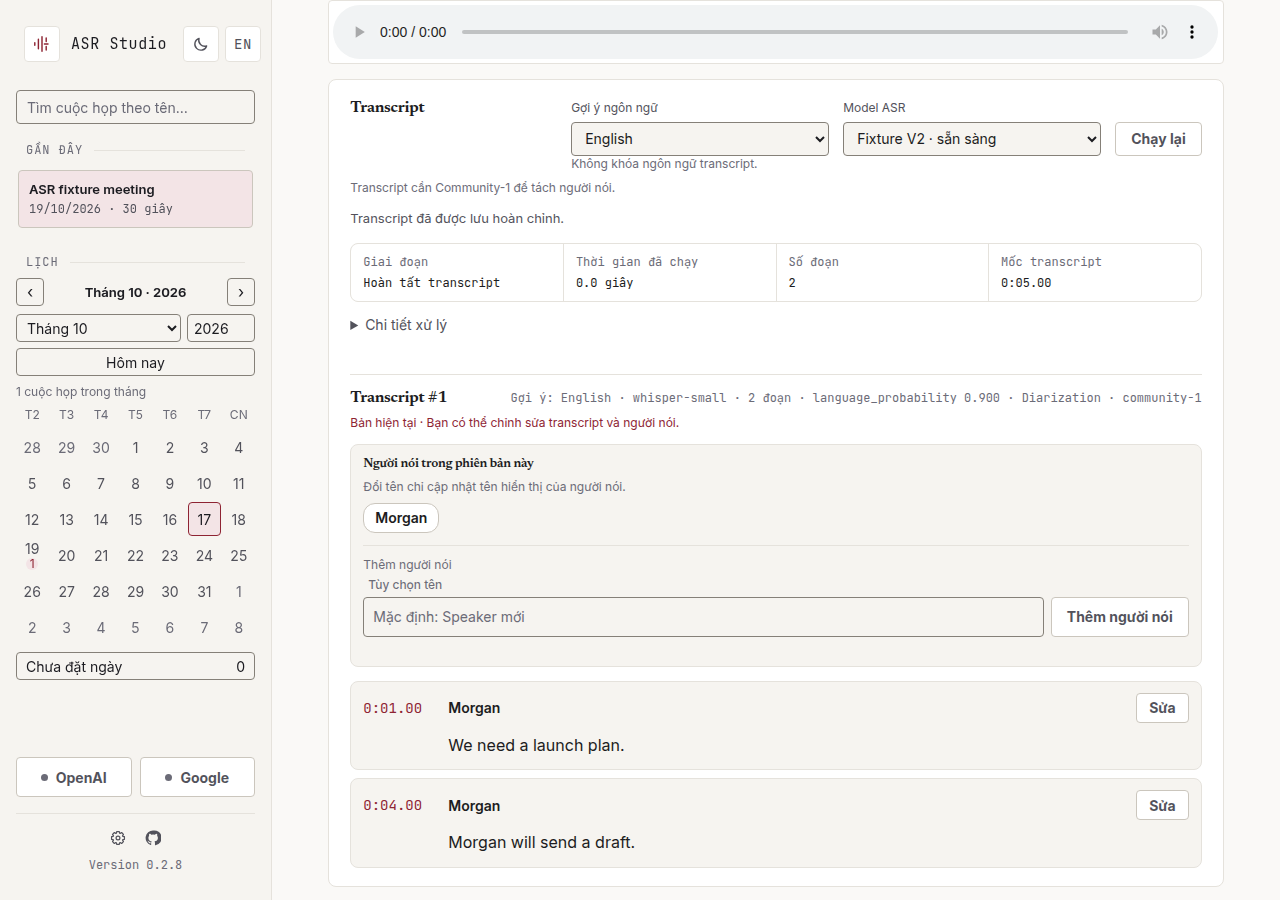 ASR Studio
EN
Tìm cuộc họp theo tên...
GẦN ĐÂY
ASR fixture meeting
19/10/2026 · 30 giây
LỊCH
‹ Tháng 10 · 2026 ›
Tháng 10 2026
Hôm nay
1 cuộc họp trong tháng
T2 T3 T4 T5 T6 T7 CN
28 29 30 1 2 3 4
5 6 7 8 9 10 11
12 13 14 15 16 17 18
19 20 21 22 23 24 25
1
26 27 28 29 30 31 1
2 3 4 5 6 7 8
Chưa đặt ngày 0
OpenAI Google
Version 0.2.8
0:00 / 0:00
Transcript
Gợi ý ngôn ngữ
English
Không khóa ngôn ngữ transcript.
Model ASR
Fixture V2 · sẵn sàng
Chạy lại
Transcript cần Community-1 để tách người nói.
Transcript đã được lưu hoàn chỉnh.
Giai đoạn
Hoàn tất transcript
Thời gian đã chạy
0.0 giây
Số đoạn
2
Mốc transcript
0:05.00
Chi tiết xử lý
Transcript #1
Gợi ý: English · whisper-small · 2 đoạn · language_probability 0.900 · Diarization · community-1
Bản hiện tại · Bạn có thể chỉnh sửa transcript và người nói.
Người nói trong phiên bản này
Đổi tên chỉ cập nhật tên hiển thị của người nói.
Morgan
Thêm người nói
Tùy chọn tên
Mặc định: Speaker mới
Thêm người nói
0:01.00 Morgan Sửa
We need a launch plan.
0:04.00 Morgan Sửa
Morgan will send a draft.